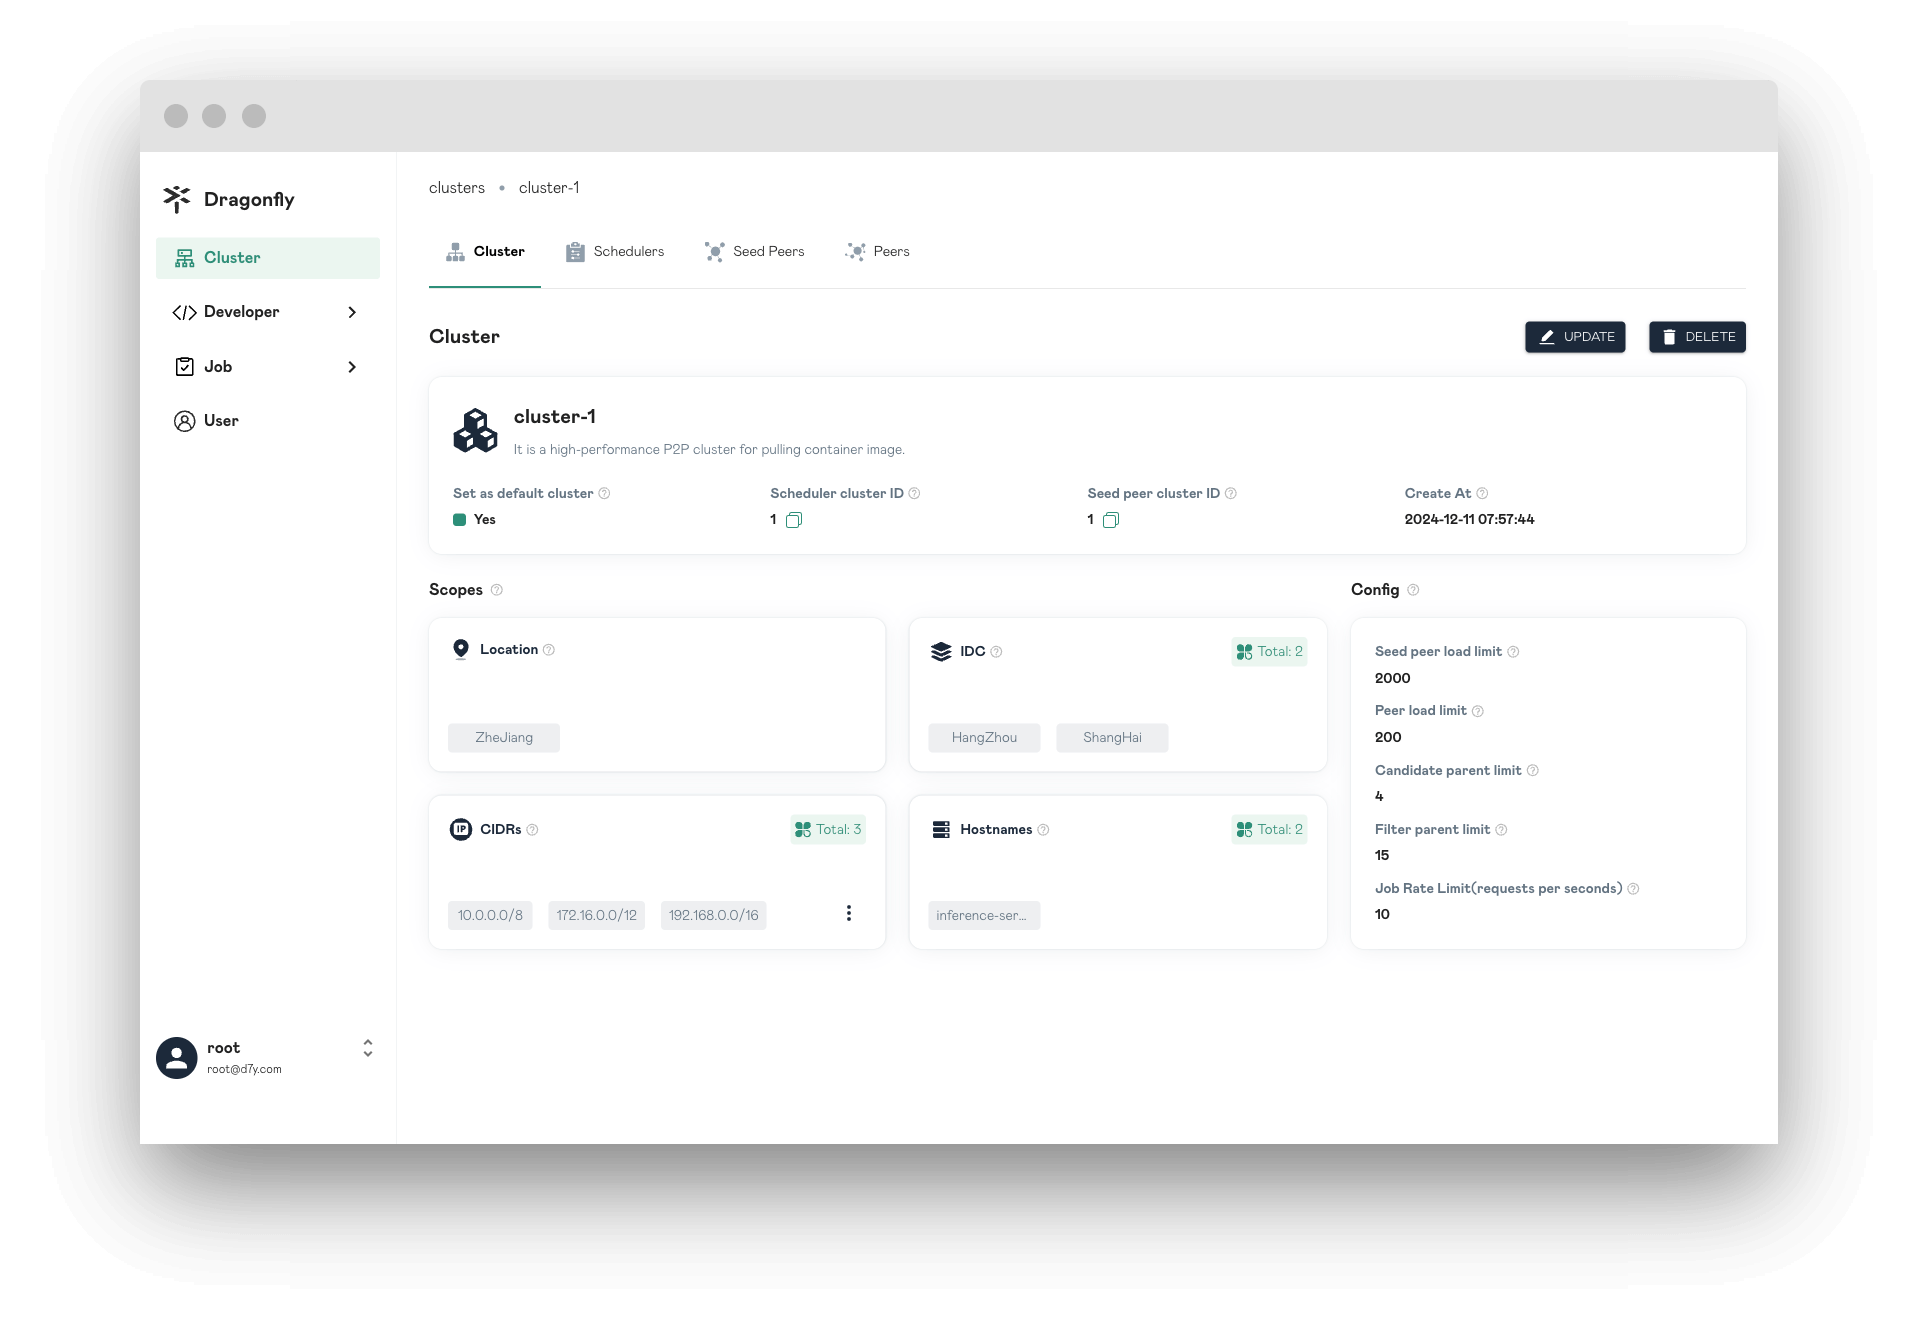 Dragonfly
Cluster
Developer
Job
User
root
root@d7y.com
clusters • cluster-1
Cluster Schedulers Seed Peers Peers
Cluster
UPDATE DELETE
cluster-1
It is a high-performance P2P cluster for pulling container image.
Set as default cluster Scheduler cluster ID Seed peer cluster ID Create At
Yes 1 1 2024-12-11 07:57:44
Scopes
Location
ZheJiang
IDC Total: 2
HangZhou ShangHai
IP CIDRs Total: 3
10.0.0.0/8 172.16.0.0/12 192.168.0.0/16
Hostnames Total: 2
inference-ser...
Config
Seed peer load limit
2000
Peer load limit
200
Candidate parent limit
4
Filter parent limit
15
Job Rate Limit(requests per seconds)
10